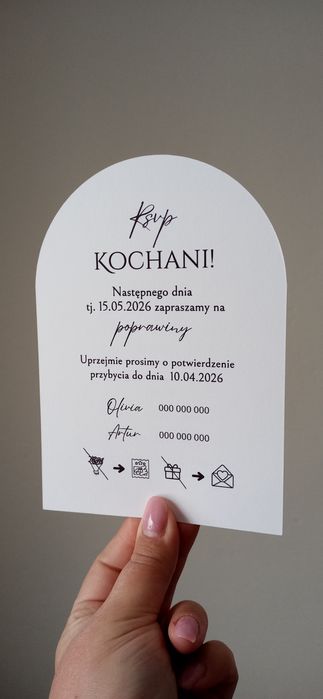 Rsvp
KOCHANI!
Następnego dnia
tj. 15.05.2026 zapraszamy na
poprawiny
Uprzejmie prosimy o potwierdzenie
przybycia do dnia 10.04.2026
Olivia 000 000 000
Artur 000 000 000